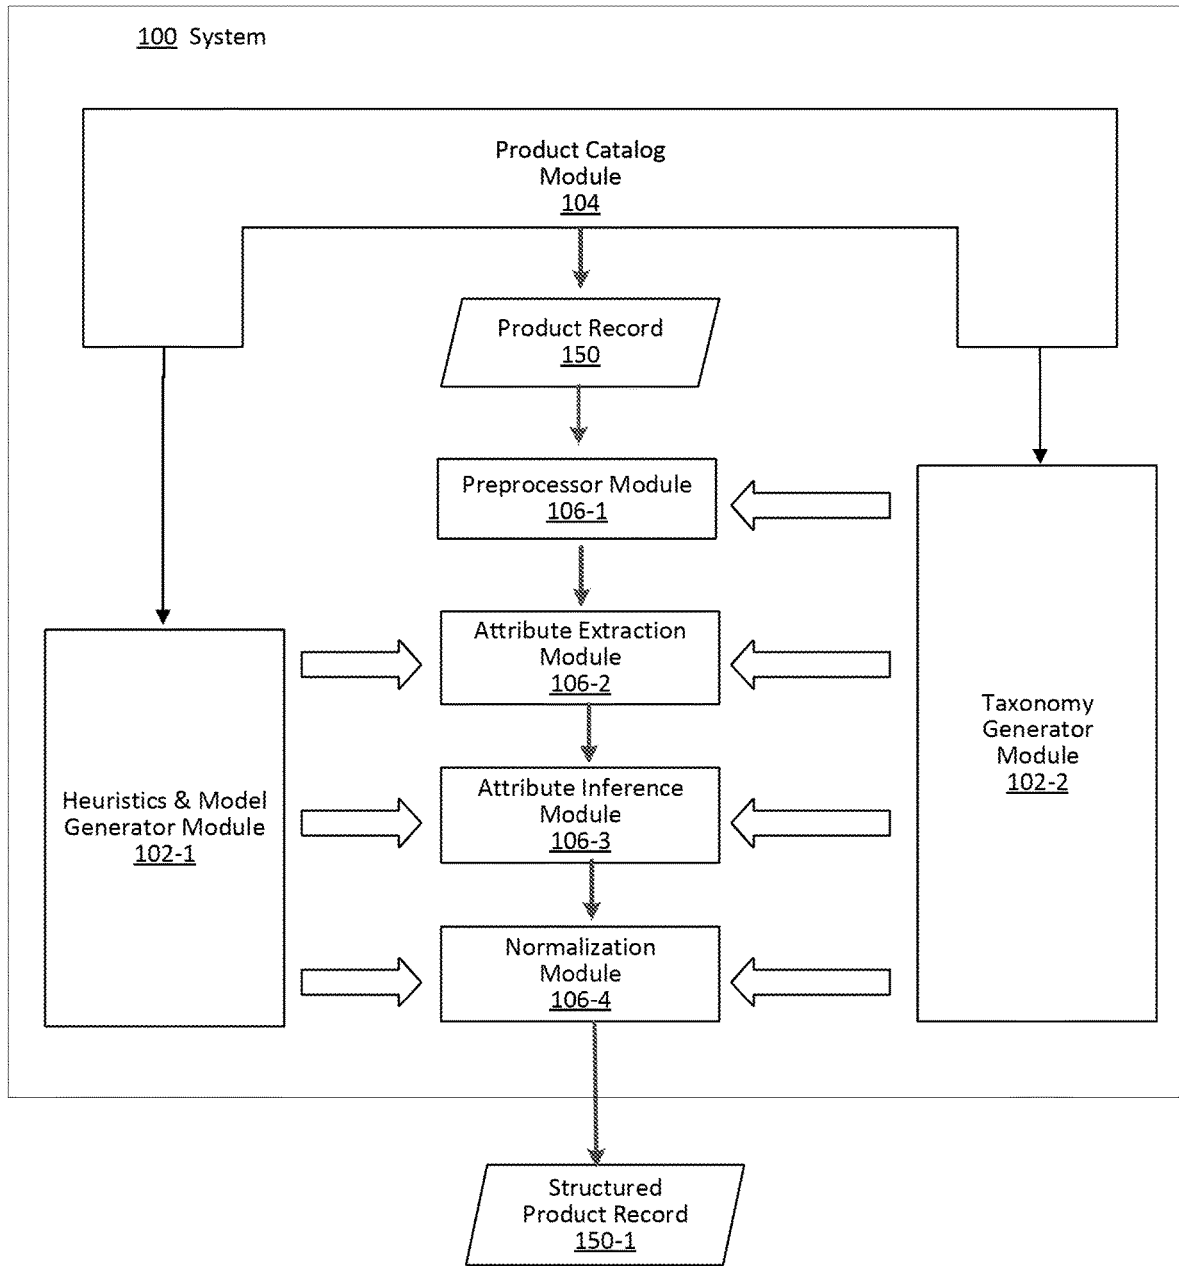 100 System
Product Catalog
Module
104
Product Record
150
Preprocessor Module
106-1
Attribute Extraction
Module
106-2
Taxonomy
Generator
Module
102-2
Heuristics & Model
Generator Module
102-1
Attribute Inference
Module
106-3
Normalization
Module
106-4
Structured
Product Record
150-1